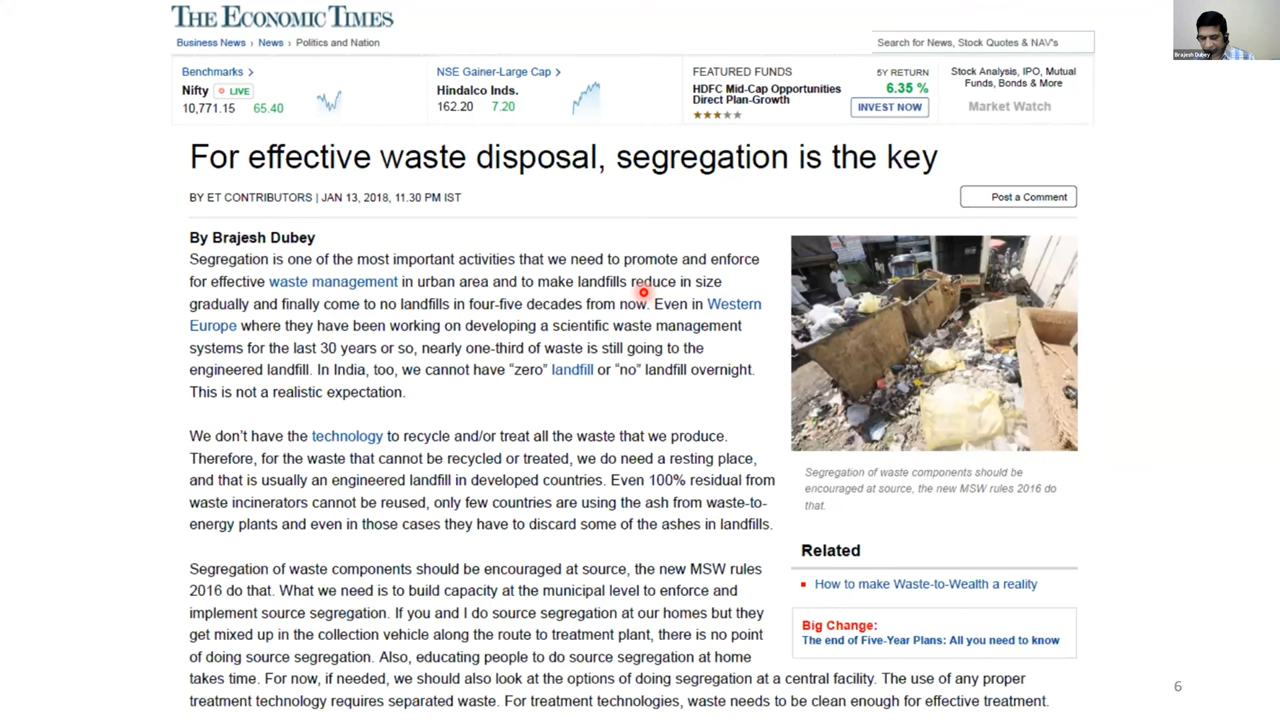 THE ECONOMIC TIMES
Business News › News › Politics and Nation
Search for News, Stock Quotes & NAV's
Brajesh Dubey
Benchmarks >
Nifty LIVE
10,771.15 65.40
NSE Gainer-Large Cap >
Hindalco Inds.
162.20 7.20
FEATURED FUNDS
HDFC Mid-Cap Opportunities
Direct Plan-Growth
★★★★★
5Y RETURN
6.35 %
INVEST NOW
Stock Analysis, IPO, Mutual
Funds, Bonds & More
Market Watch
For effective waste disposal, segregation is the key
BY ET CONTRIBUTORS | JAN 13, 2018, 11.30 PM IST
Post a Comment
By Brajesh Dubey
Segregation is one of the most important activities that we need to promote and enforce
for effective waste management in urban area and to make landfills reduce in size
gradually and finally come to no landfills in four-five decades from now. Even in Western
Europe where they have been working on developing a scientific waste management
systems for the last 30 years or so, nearly one-third of waste is still going to the
engineered landfill. In India, too, we cannot have “zero” landfill or “no” landfill overnight.
This is not a realistic expectation.
We don’t have the technology to recycle and/or treat all the waste that we produce.
Therefore, for the waste that cannot be recycled or treated, we do need a resting place,
and that is usually an engineered landfill in developed countries. Even 100% residual from
waste incinerators cannot be reused, only few countries are using the ash from waste-to-
energy plants and even in those cases they have to discard some of the ashes in landfills.
Segregation of waste components should be encouraged at source, the new MSW rules
2016 do that. What we need is to build capacity at the municipal level to enforce and
implement source segregation. If you and I do source segregation at our homes but they
get mixed up in the collection vehicle along the route to treatment plant, there is no point
of doing source segregation. Also, educating people to do source segregation at home
takes time. For now, if needed, we should also look at the options of doing segregation at a central facility. The use of any proper
treatment technology requires separated waste. For treatment technologies, waste needs to be clean enough for effective treatment.
Segregation of waste components should be
encouraged at source, the new MSW rules 2016 do
that.
Related
How to make Waste-to-Wealth a reality
Big Change:
The end of Five-Year Plans: All you need to know
6